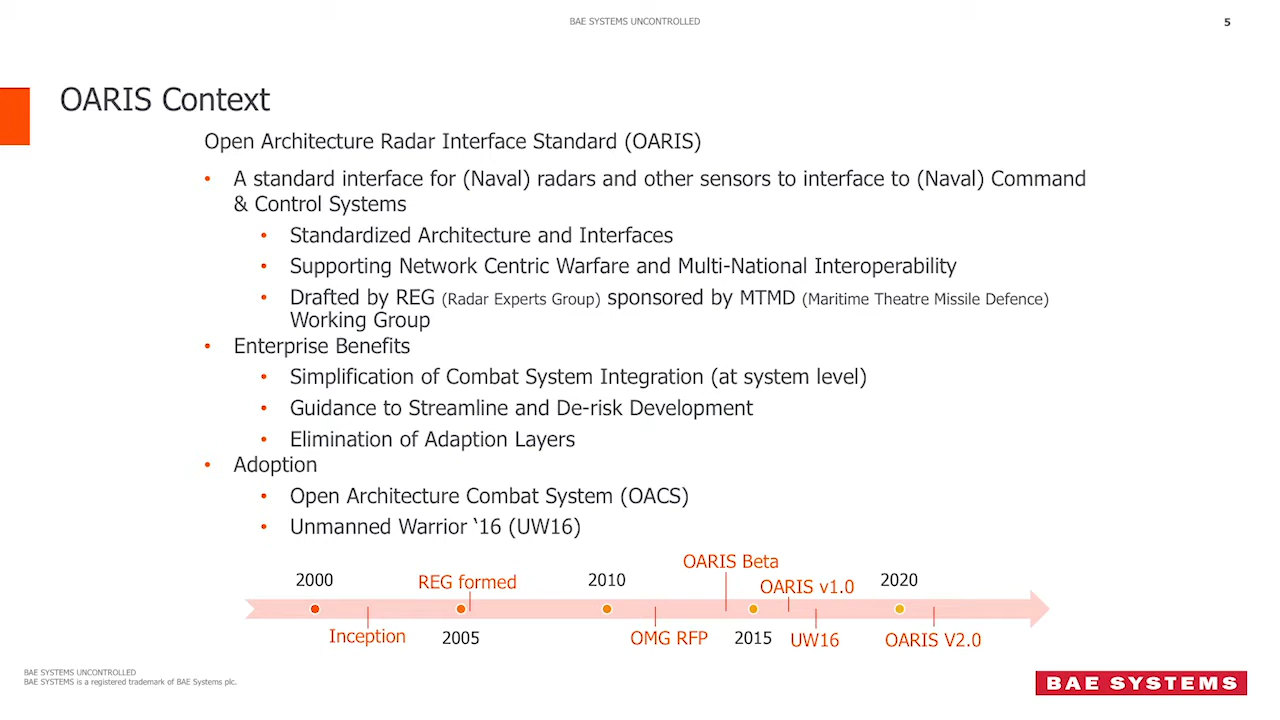 BAE SYSTEMS UNCONTROLLED
5
OARIS Context
Open Architecture Radar Interface Standard (OARIS)
• A standard interface for (Naval) radars and other sensors to interface to (Naval) Command
& Control Systems
• Standardized Architecture and Interfaces
• Supporting Network Centric Warfare and Multi-National Interoperability
• Drafted by REG (Radar Experts Group) sponsored by MTMD (Maritime Theatre Missile Defence)
Working Group
• Enterprise Benefits
• Simplification of Combat System Integration (at system level)
• Guidance to Streamline and De-risk Development
• Elimination of Adaption Layers
• Adoption
• Open Architecture Combat System (OACS)
• Unmanned Warrior ‘16 (UW16)
OARIS Beta
2000 REG formed 2010 OARIS v1.0 2020
Inception 2005 OMG RFP 2015 UW16 OARIS V2.0
BAE SYSTEMS UNCONTROLLED
BAE SYSTEMS is a registered trademark of BAE Systems plc.
BAE SYSTEMS